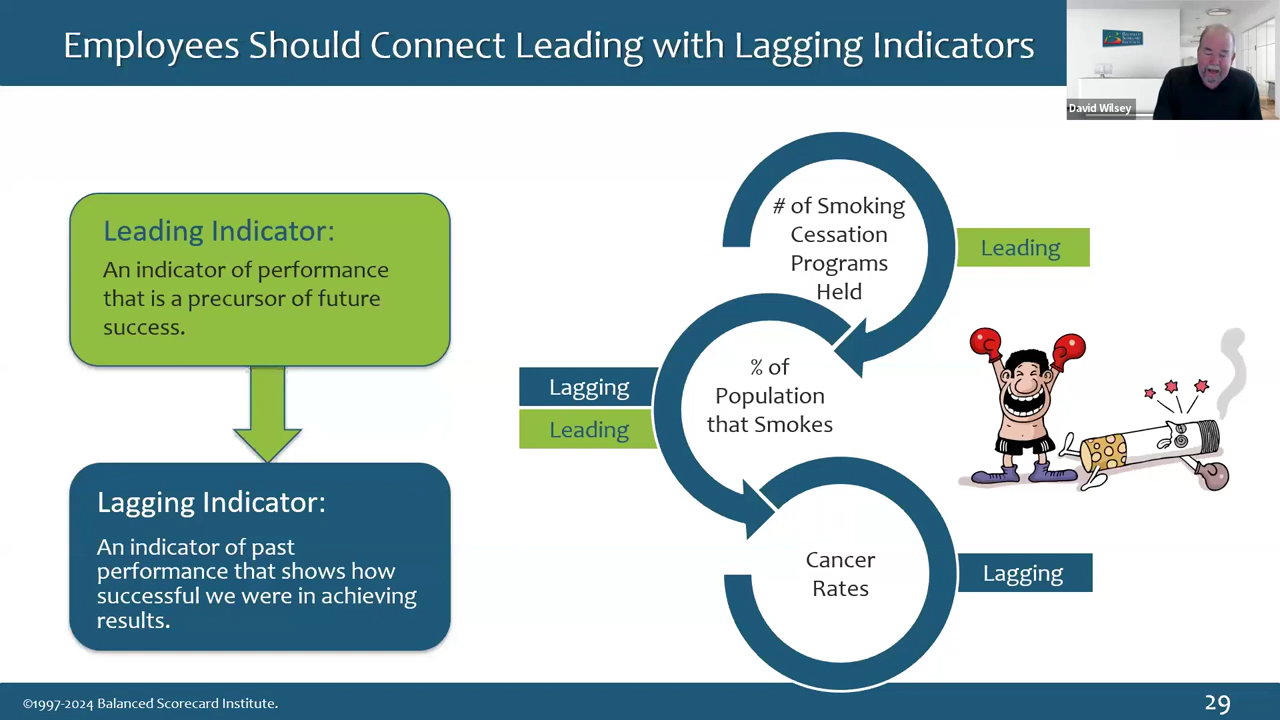 Employees Should Connect Leading with Lagging Indicators
David Wilsey
Leading Indicator:
An indicator of performance
that is a precursor of future
success.
Lagging Indicator:
An indicator of past
performance that shows how
successful we were in achieving
results.
# of Smoking
Cessation
Programs
Held
Leading
% of
Population
that Smokes
Lagging
Leading
Cancer
Rates
Lagging
©1997-2024 Balanced Scorecard Institute.
29